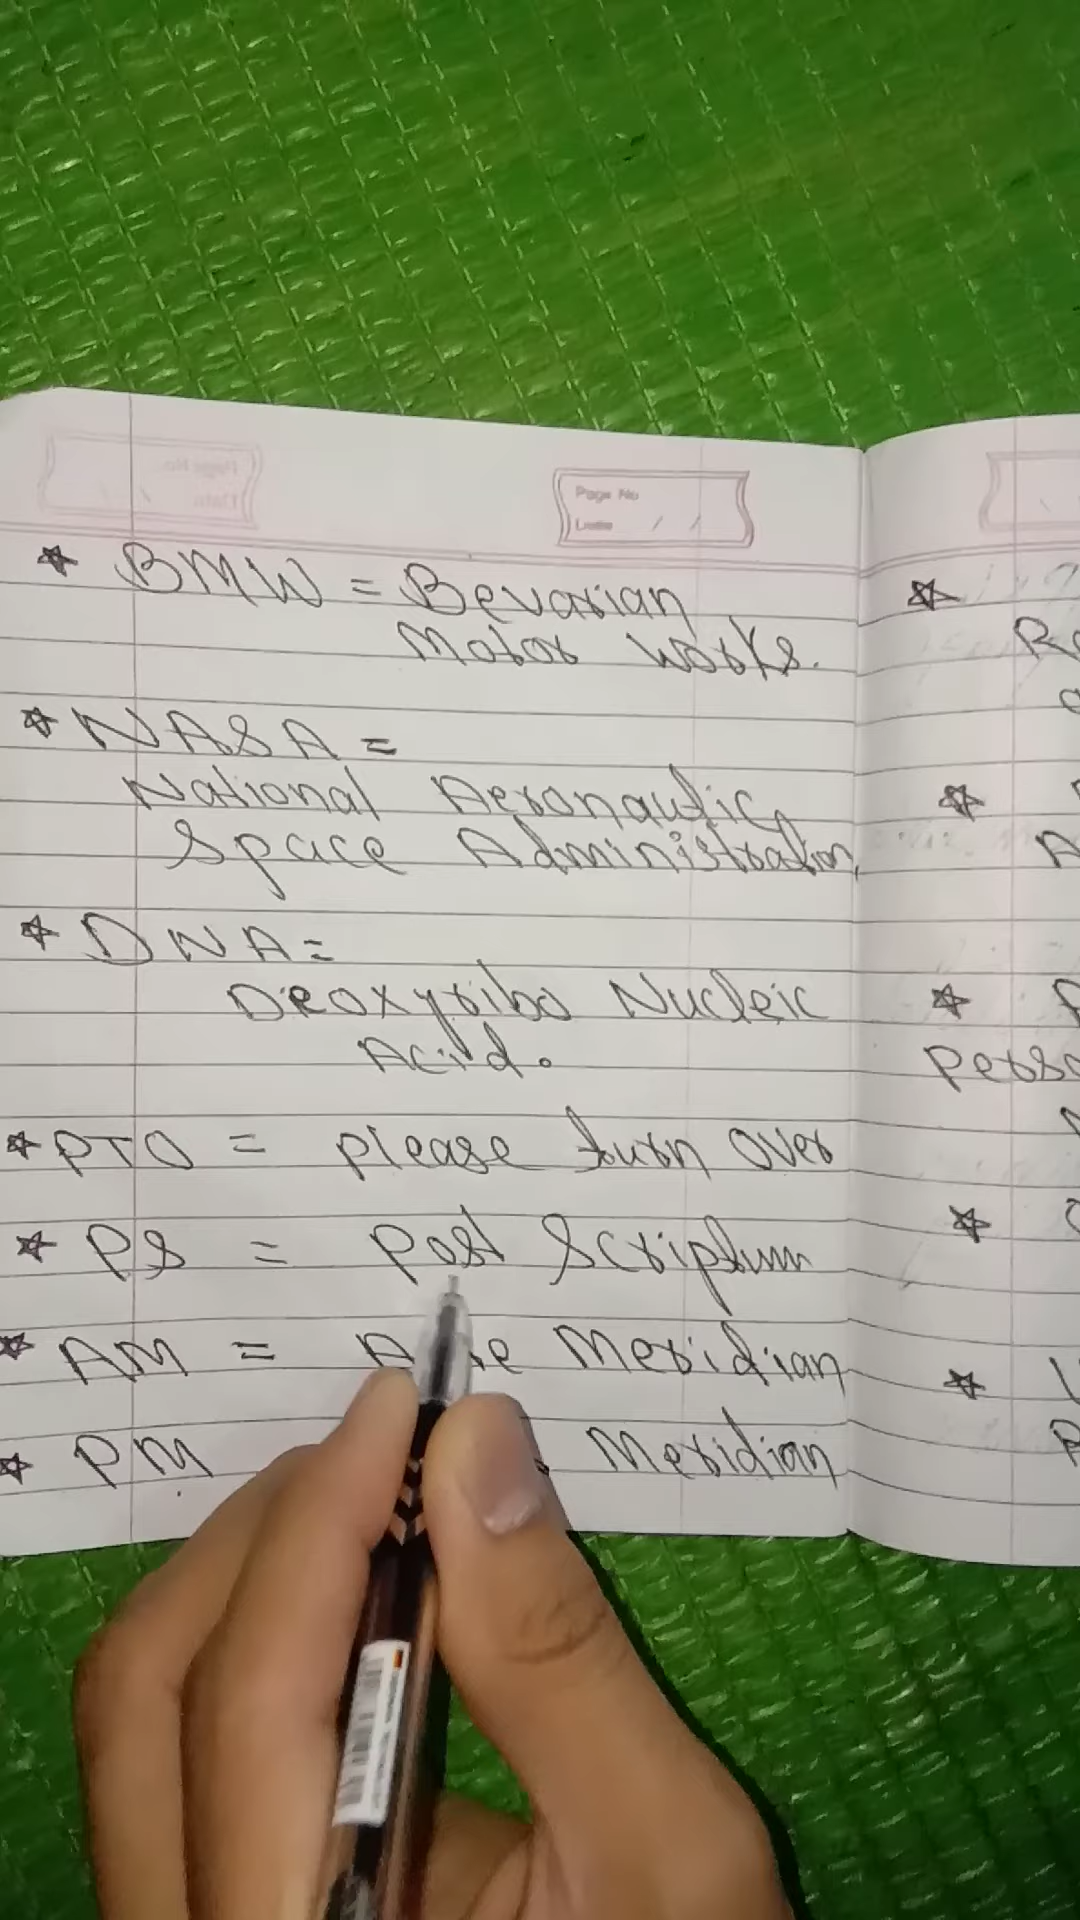 Page No
Date / /
* BMW = Bevarian
Motor Works.
* NASA =
National Aeronautic
Space Administration,
* DNA =
Deoxyribo Nucleic
Acid.
* PTO = please turn over
* PS = Post Scriptum
* AM = Meridian
* PM Meridian